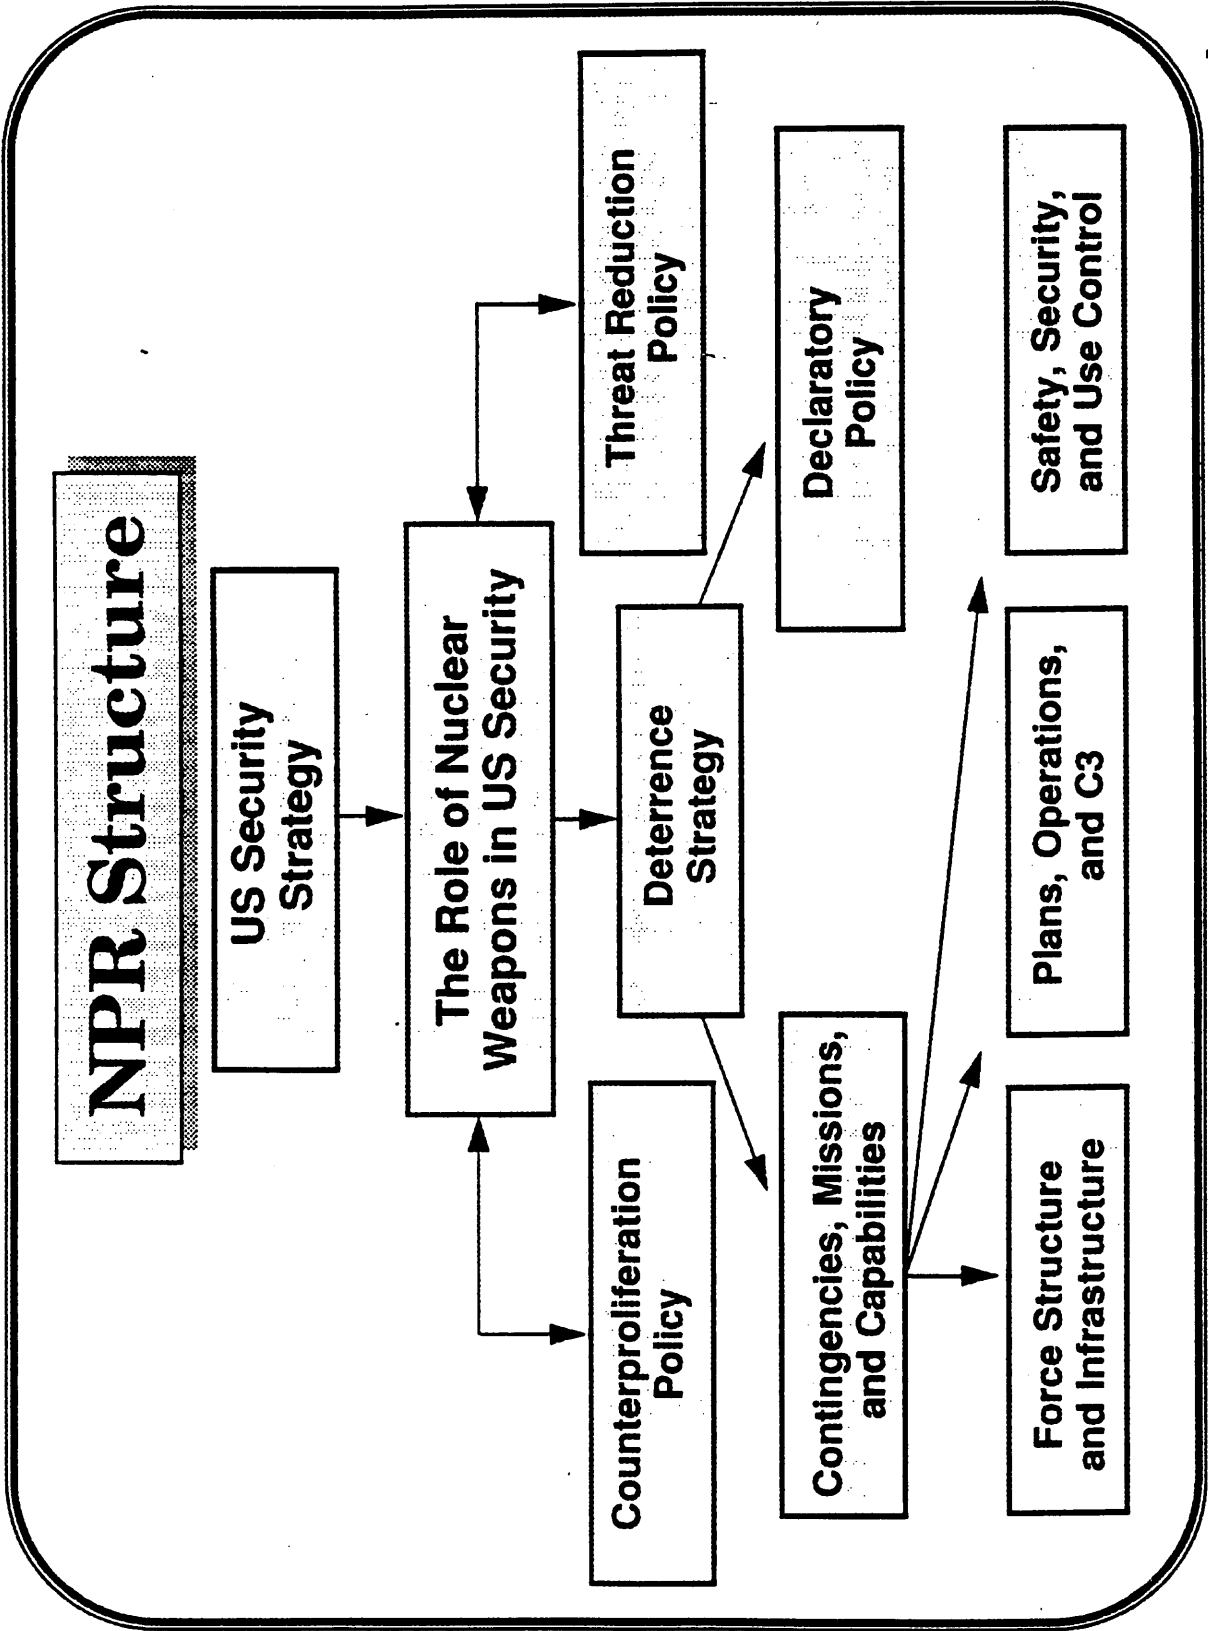 NPR Structure
US Security
Strategy
The Role of Nuclear
Weapons in US Security
Counterproliferation
Policy
Threat Reduction
Policy
Deterrence
Strategy
Contingencies, Missions,
and Capabilities
Declaratory
Policy
Force Structure
and Infrastructure
Plans, Operations,
and C3
Safety, Security,
and Use Control